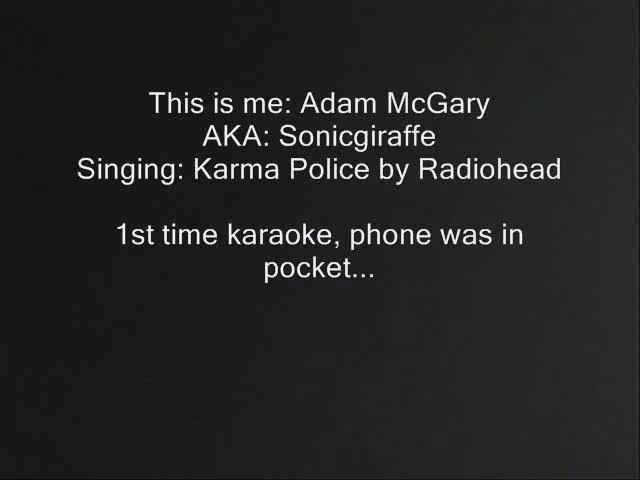 This is me: Adam McGary
AKA: Sonicgiraffe
Singing: Karma Police by Radiohead
1st time karaoke, phone was in
pocket...